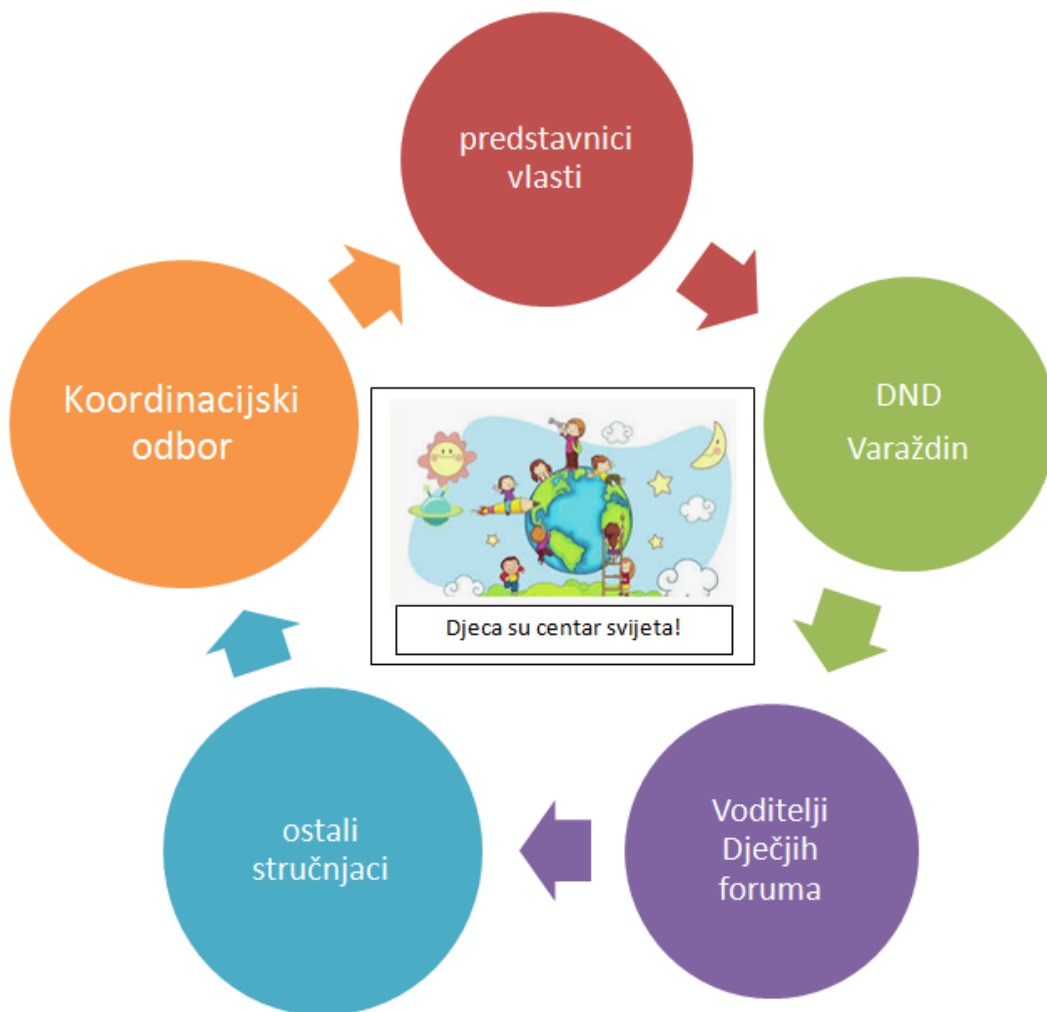 predstavnici
vlasti
DND
Varaždin
Voditelji
Dječjih
foruma
ostali
stručnjaci
Koordinacijski
odbor
Djeca su centar svijeta!